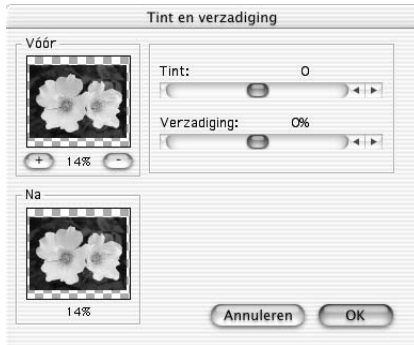 Tint en verzadiging
Vóór
+ 14% -
Tint: 0
Verzadiging: 0%
Na
14%
Annuleren OK